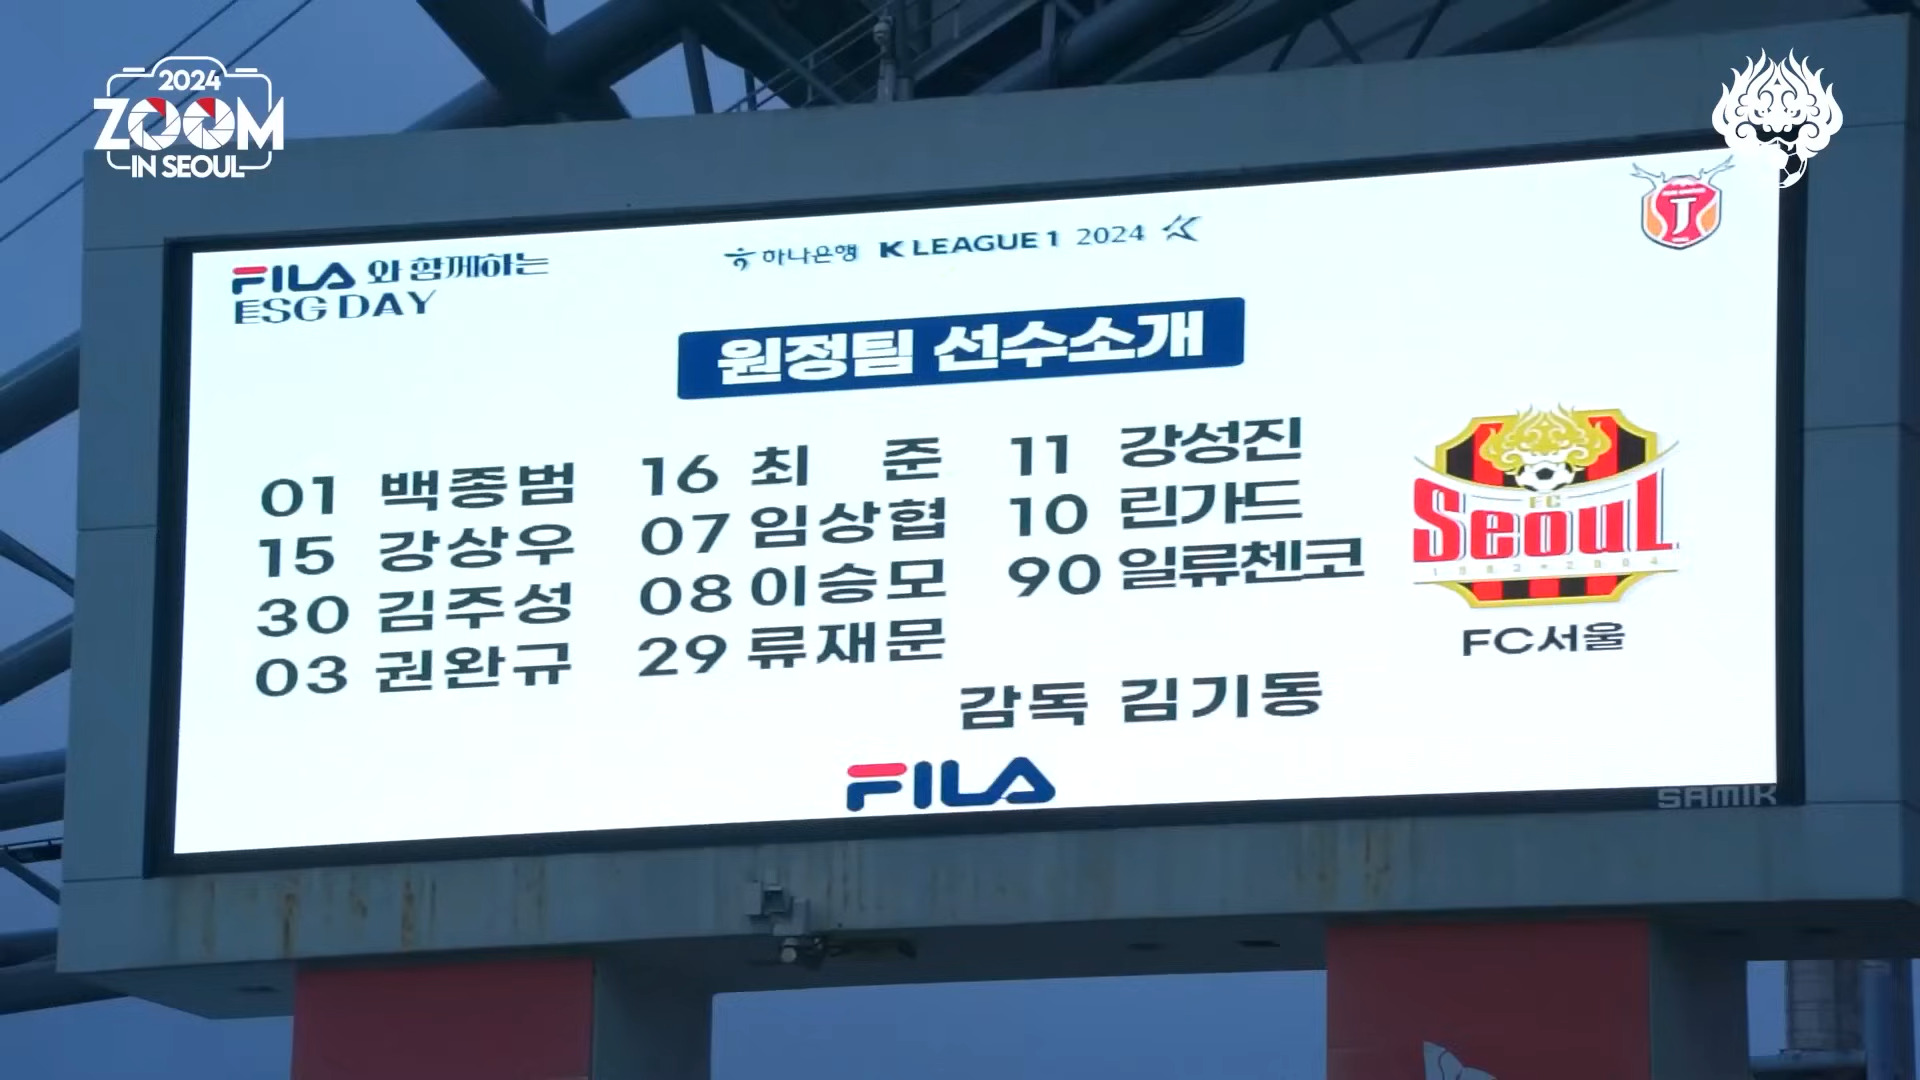 2024
ZOOM
IN SEOUL
FILA 와 함께하는
ESG DAY
하나은행 K LEAGUE 1 2024
J
원정팀 선수소개
01 백종범 16 최 준 11 강성진
15 강상우 07 임상협 10 린가드
30 김주성 08 이승모 90 일류첸코
03 권완규 29 류재문
FC
SeouL
1983 * 2004
FC서울
감독 김기동
FILA
SAMIK